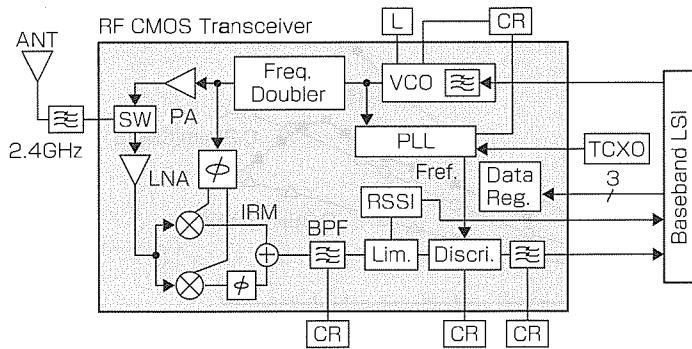 RF CMOS Transceiver
L
CR
ANT
Freq.
Doubler
VCO
PA
SW
2.4GHz
PLL
TCXO
LNA
ϕ
Fref.
Data
Reg.
3
RSSI
IRM
BPF
Lim.
Discri.
ϕ
CR
CR
CR
Baseband LSI